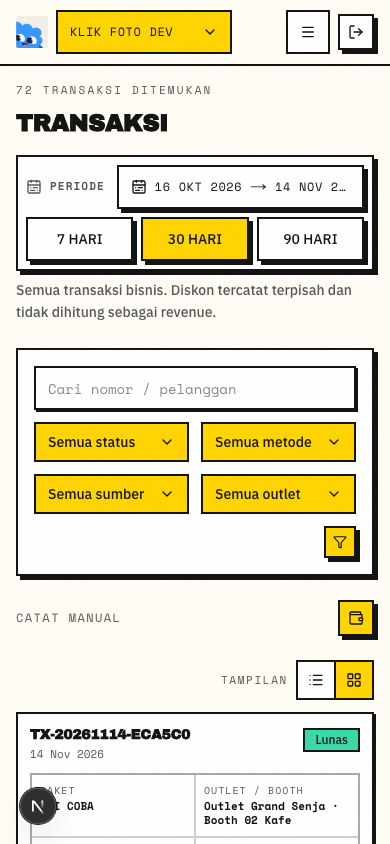 KLIK FOTO DEV
72 TRANSAKSI DITEMUKAN
TRANSAKSI
PERIODE
16 OKT 2026 → 14 NOV 2…
7 HARI
30 HARI
90 HARI
Semua transaksi bisnis. Diskon tercatat terpisah dan
tidak dihitung sebagai revenue.
Cari nomor / pelanggan
Semua status
Semua metode
Semua sumber
Semua outlet
CATAT MANUAL
TAMPILAN
TX-20261114-ECA5C0
Lunas
14 Nov 2026
OUTLET / BOOTH
COBA
Outlet Grand Senja ·
Booth 02 Kafe
N